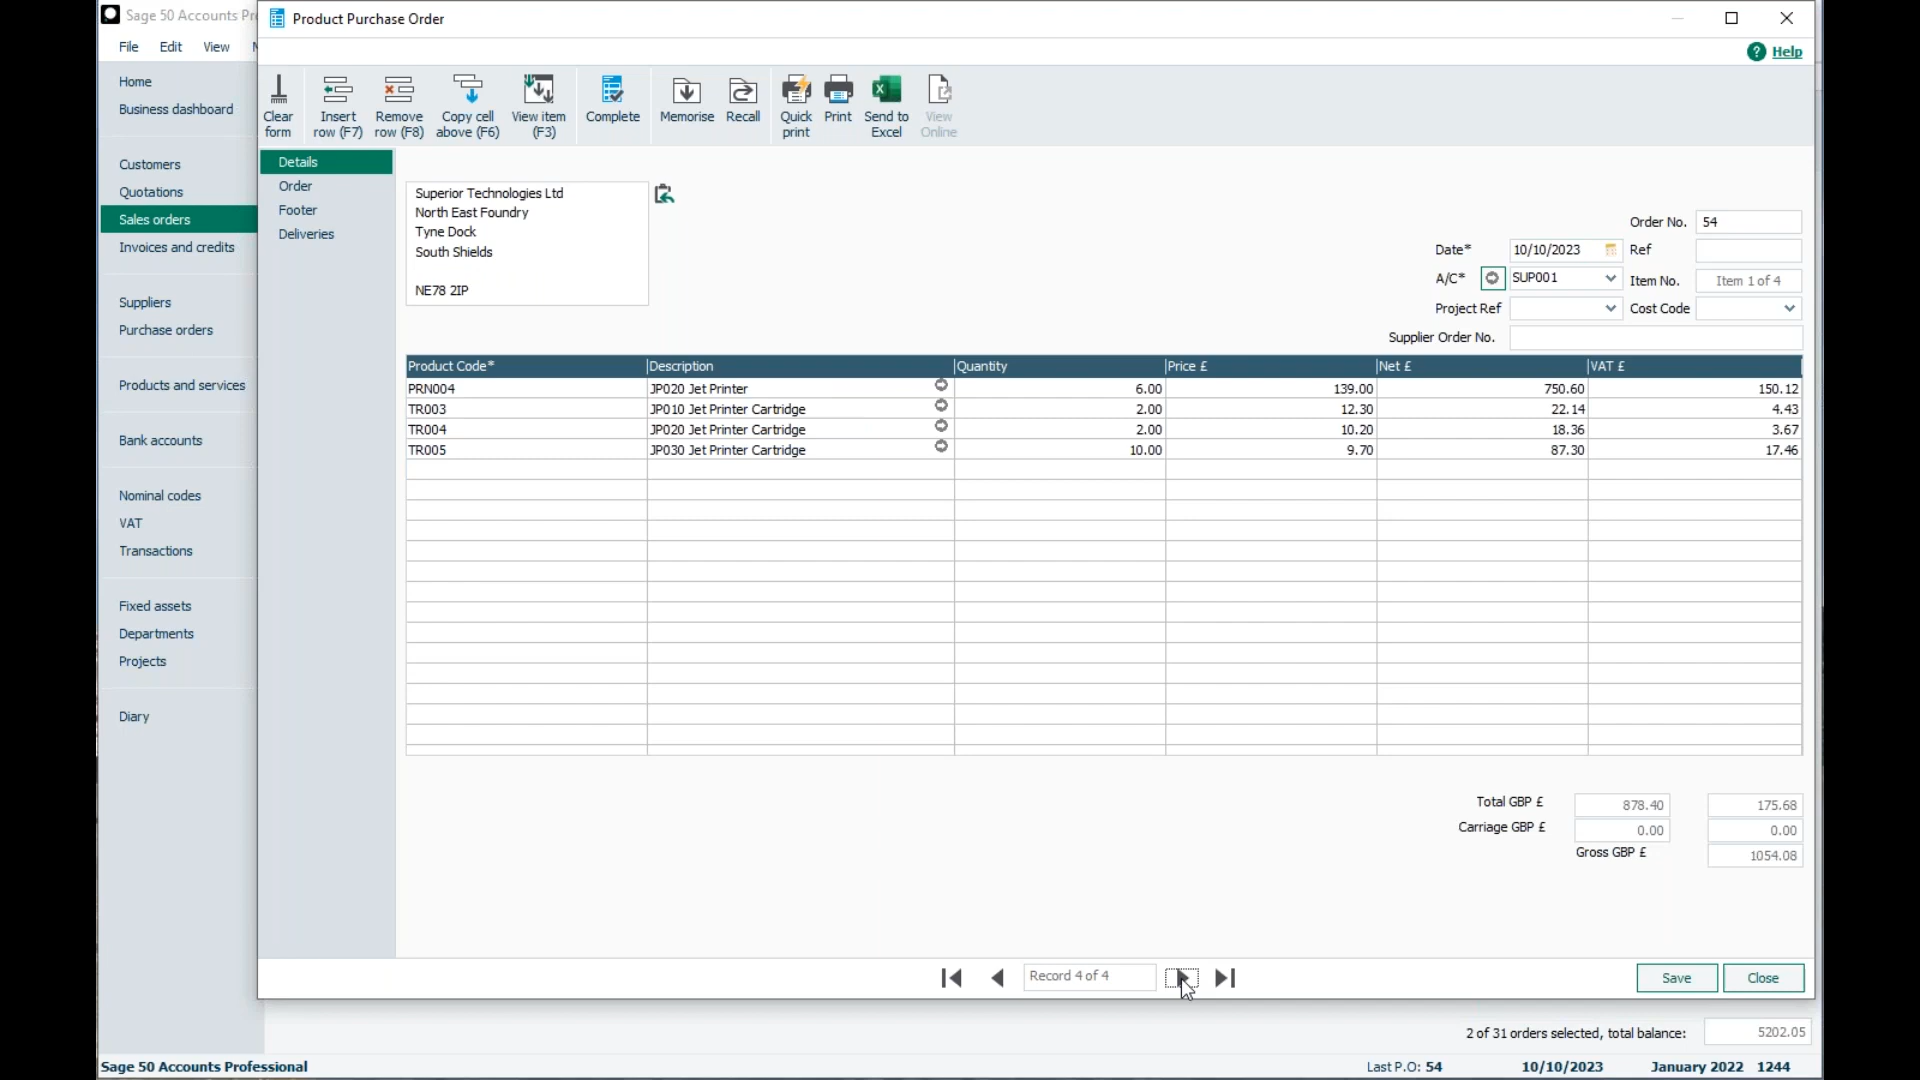 Sage 50 Accounts Pr
Product Purchase Order
File Edit View
Help
Clear form
Insert row (F7)
Remove row (F8)
Copy cell above (F6)
View item (F3)
Complete
Memorise
Recall
Quick print
Print
Send to Excel
View Online
Home
Business dashboard
Customers
Quotations
Sales orders
Invoices and credits
Suppliers
Purchase orders
Products and services
Bank accounts
Nominal codes
VAT
Transactions
Fixed assets
Departments
Projects
Diary
Details
Order
Footer
Deliveries
Superior Technologies Ltd
North East Foundry
Tyne Dock
South Shields
NE78 2IP
Order No. 54
Date* 10/10/2023 Ref
A/C* SUP001 Item No. Item 1 of 4
Project Ref Cost Code
Supplier Order No.
Product Code* Description Quantity Price £ Net £ VAT £
PRN004 JP020 Jet Printer 6.00 139.00 750.60 150.12
TR003 JP010 Jet Printer Cartridge 2.00 12.30 22.14 4.43
TR004 JP020 Jet Printer Cartridge 2.00 10.20 18.36 3.67
TR005 JP030 Jet Printer Cartridge 10.00 9.70 87.30 17.46
Total GBP £ 878.40 175.68
Carriage GBP £ 0.00 0.00
Gross GBP £ 1054.08
Record 4 of 4
Save Close
2 of 31 orders selected, total balance: 5202.05
Sage 50 Accounts Professional Last P.O: 54 10/10/2023 January 2022 1244